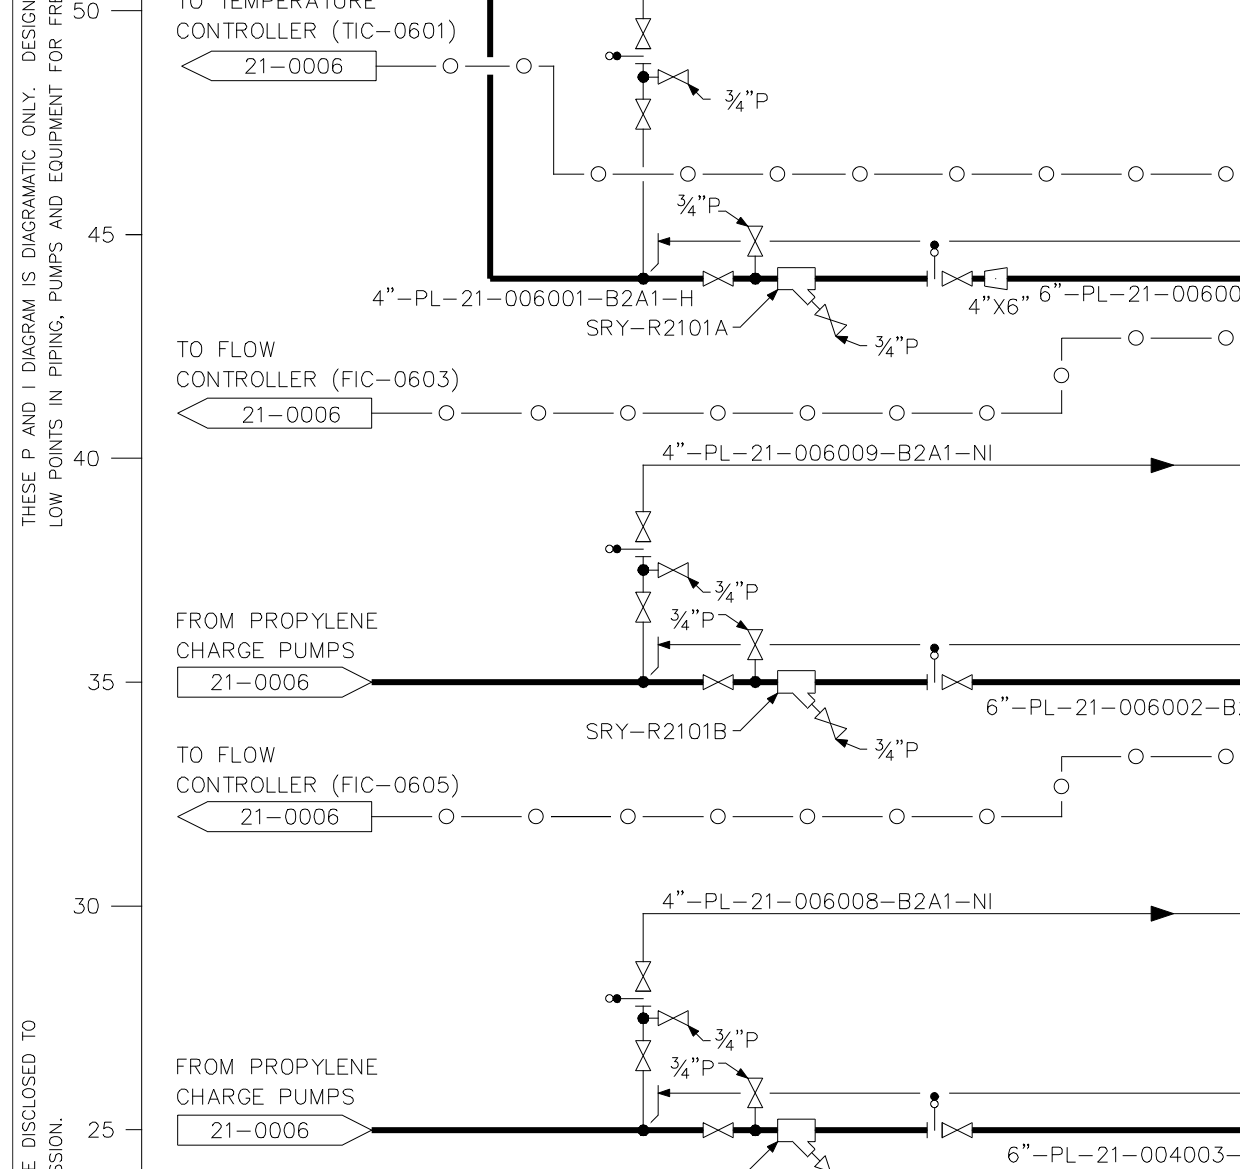 50
TO TEMPERATURE
CONTROLLER (TIC-0601)
21-0006
¾"P
¾"P
45
4"-PL-21-006001-B2A1-H
SRY-R2101A
¾"P
4"X6"
6"-PL-21-00600
TO FLOW
CONTROLLER (FIC-0603)
21-0006
40
4"-PL-21-006009-B2A1-NI
¾"P
¾"P
FROM PROPYLENE
CHARGE PUMPS
35
21-0006
6"-PL-21-006002-B2
SRY-R2101B
¾"P
TO FLOW
CONTROLLER (FIC-0605)
21-0006
30
4"-PL-21-006008-B2A1-NI
¾"P
¾"P
FROM PROPYLENE
CHARGE PUMPS
25
21-0006
6"-PL-21-004003-
THESE P AND I DIAGRAM IS DIAGRAMATIC ONLY. DESIGN
LOW POINTS IN PIPING, PUMPS AND EQUIPMENT FOR FRE
E DISCLOSED TO
SSION.